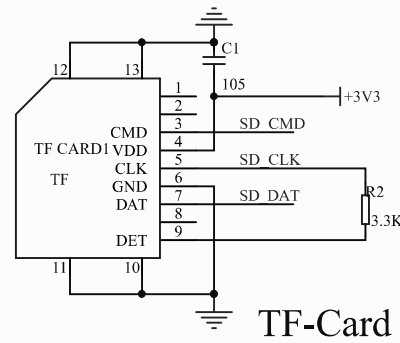 C1
12
13
1
105
2
+3V3
CMD
3
SD_CMD
TF CARD1
VDD
4
CLK
5
SD_CLK
TF
GND
6
DAT
7
SD_DAT
R2
8
3.3K
DET
9
11
10
TF-Card